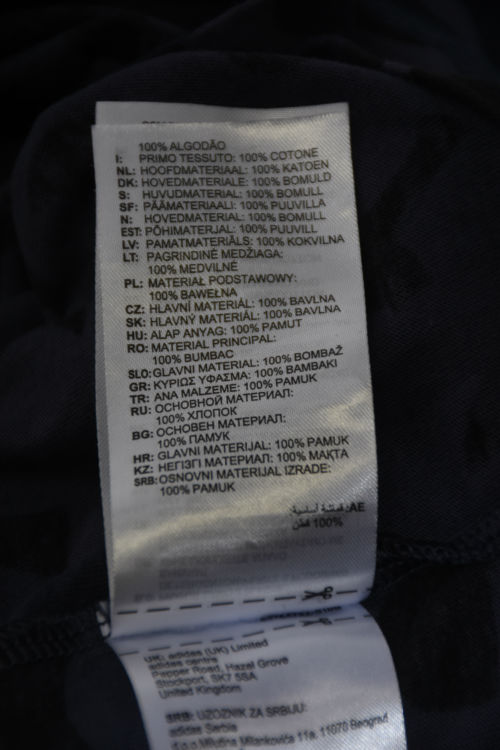 100% ALGODÃO
I: PRIMO TESSUTO: 100% COTONE
NL: HOOFDMATERIAAL: 100% KATOEN
DK: HOVEDMATERIALE: 100% BOMULD
S: HUVUDMATERIAL: 100% BOMULL
SF: PÄÄMATERIAALI: 100% PUUVILLA
N: HOVEDMATERIAL: 100% BOMULL
EST: PÕHIMATERJAL: 100% PUUVILL
LV: PAMATMATERIĀLS: 100% KOKVILNA
LT: PAGRINDINĖ MEDŽIAGA:
100% MEDVILNĖ
PL: MATERIAŁ PODSTAWOWY:
100% BAWEŁNA
CZ: HLAVNÍ MATERIÁL: 100% BAVLNA
SK: HLAVNÝ MATERIÁL: 100% BAVLNA
HU: ALAP ANYAG: 100% PAMUT
RO: MATERIAL PRINCIPAL:
100% BUMBAC
SLO: GLAVNI MATERIAL: 100% BOMBAŽ
GR: ΚΥΡΙΩΣ ΥΦΑΣΜΑ: 100% ΒΑΜΒΑΚΙ
TR: ANA MALZEME: 100% PAMUK
RU: ОСНОВНОЙ МАТЕРИАЛ:
100% ХЛОПОК
BG: ОСНОВЕН МАТЕРИАЛ:
100% ПАМУК
HR: GLAVNI MATERIJAL: 100% PAMUK
KZ: НЕГІЗГІ МАТЕРИАЛ: 100% МАҚТА
SRB: OSNOVNI MATERIJAL IZRADE:
100% PAMUK
AE: قماشة أساسية:
100% قطن
UK: adidas (UK) Limited
adidas centre
Pepper Road, Hazel Grove
Stockport, SK7 5SA
United Kingdom
SRB: UZOZNIK ZA SRBIJU:
adidas Serbia
d.o.o Milutina Milankovića 11a, 11070 Beograd